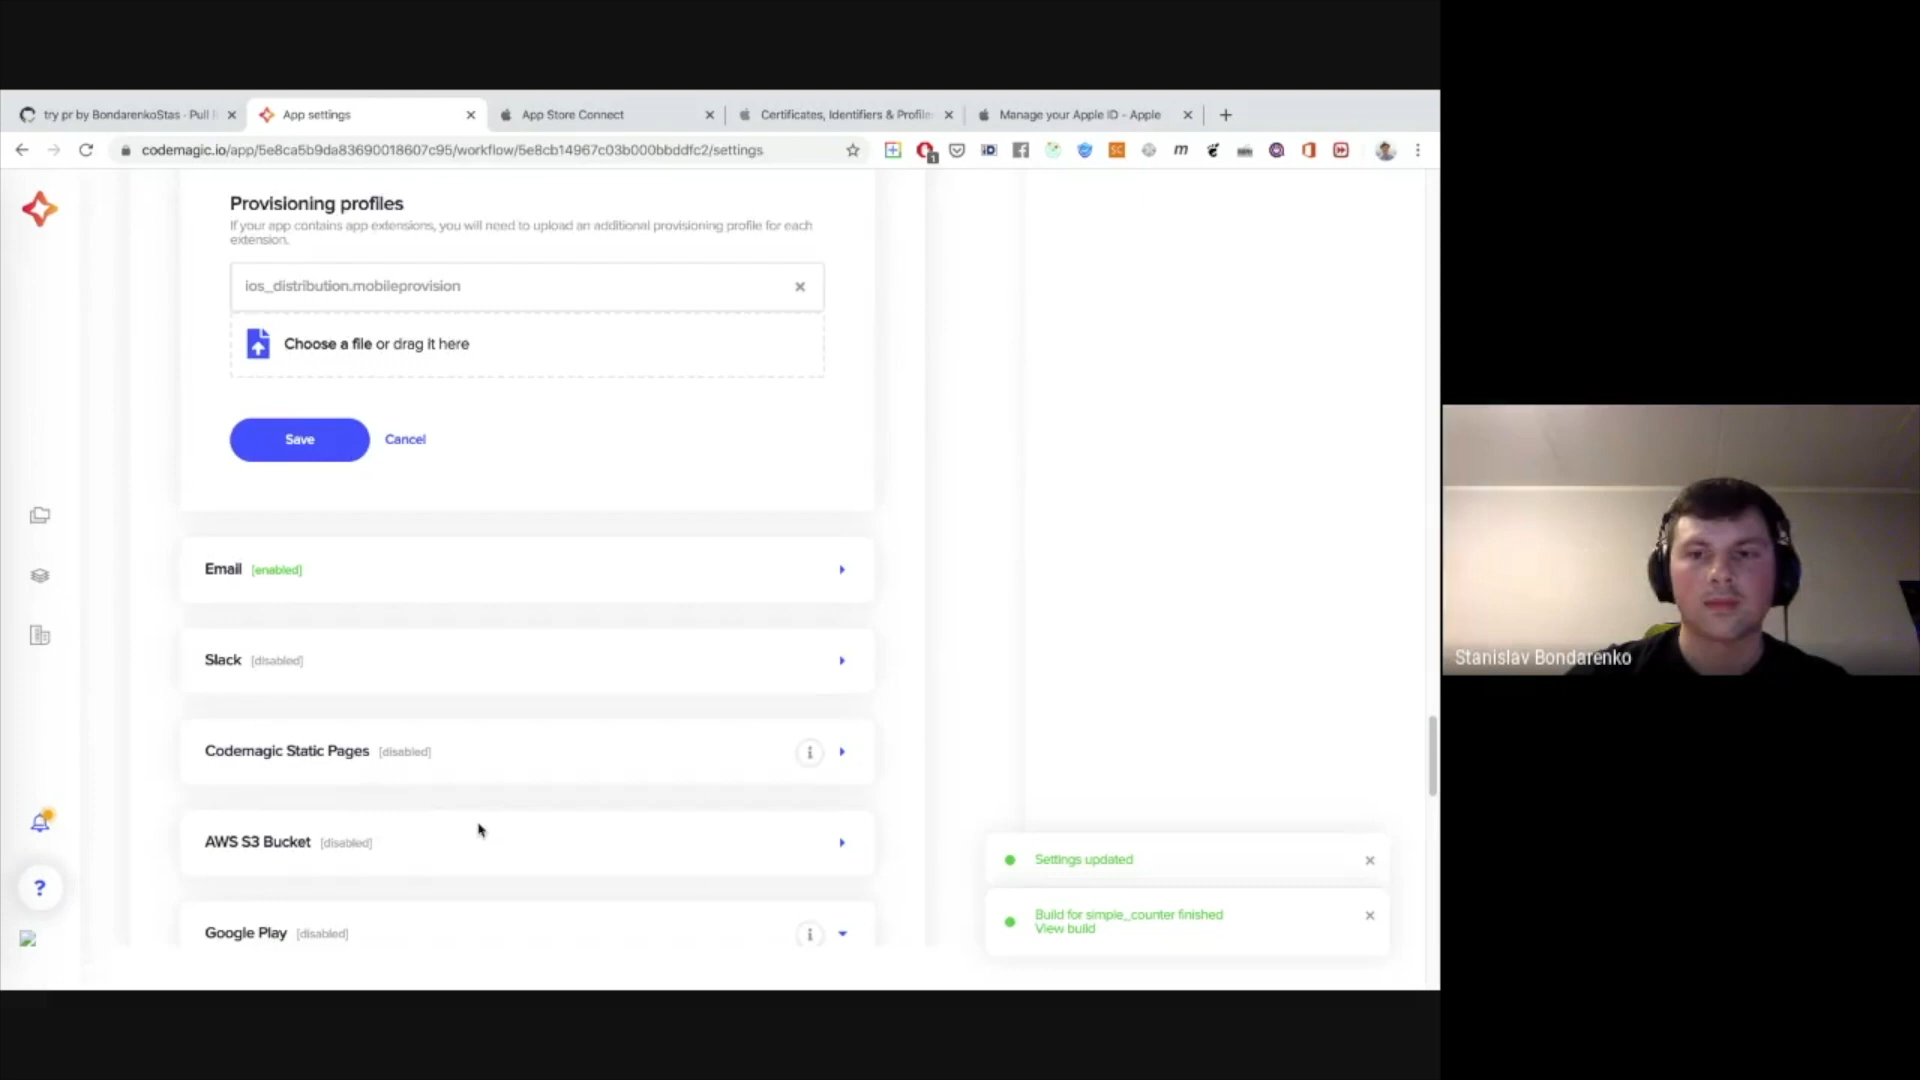 try pr by BondarenkoStas · Pull
App settings
App Store Connect
Certificates, Identifiers & Profile
Manage your Apple ID - Apple
codemagic.io/app/5e8ca5b9da83690018607c95/workflow/5e8cb14967c03b000bbddfc2/settings
Provisioning profiles
If your app contains app extensions, you will need to upload an additional provisioning profile for each
extension.
ios_distribution.mobileprovision
Choose a file or drag it here
Save
Cancel
Email [enabled]
Slack [disabled]
Codemagic Static Pages [disabled]
AWS S3 Bucket [disabled]
Google Play [disabled]
Settings updated
Build for simple_counter finished
View build
Stanislav Bondarenko